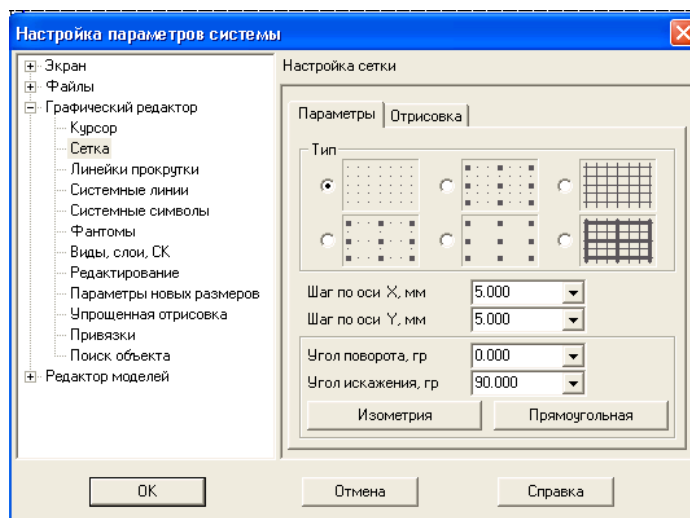 Настройка параметров системы
Экран
Файлы
Графический редактор
Курсор
Сетка
Линейки прокрутки
Системные линии
Системные символы
Фантомы
Виды, слои, СК
Редактирование
Параметры новых размеров
Упрощенная отрисовка
Привязки
Поиск объекта
Редактор моделей
Настройка сетки
Параметры
Отрисовка
Тип
Шаг по оси X, мм 5.000
Шаг по оси Y, мм 5.000
Угол поворота, гр 0.000
Угол искажения, гр 90.000
Изометрия
Прямоугольная
OK
Отмена
Справка